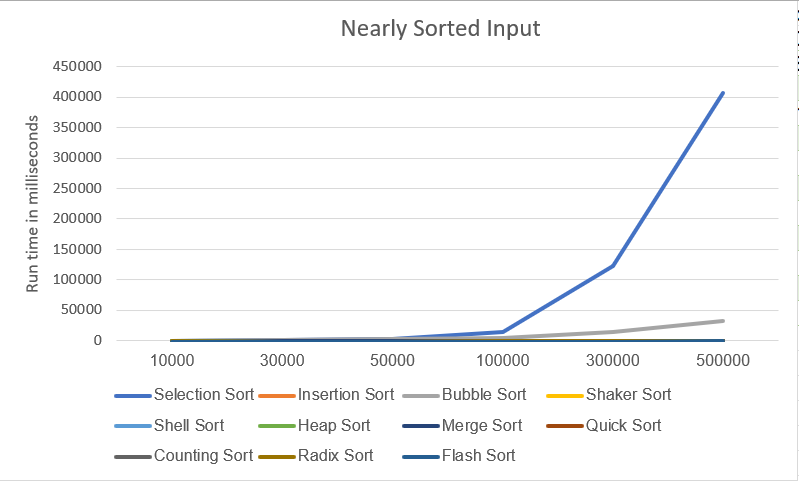 Nearly Sorted Input
450000
400000
350000
300000
250000
200000
150000
100000
50000
0
Run time in milliseconds
10000 30000 50000 100000 300000 500000
Selection Sort Insertion Sort Bubble Sort Shaker Sort
Shell Sort Heap Sort Merge Sort Quick Sort
Counting Sort Radix Sort Flash Sort